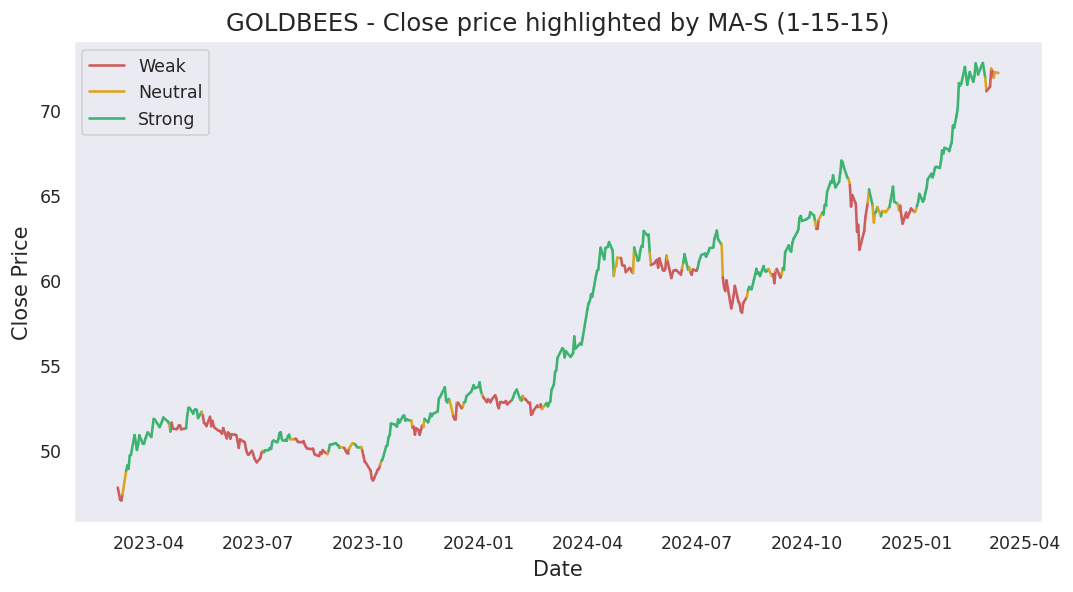 GOLDBEES - Close price highlighted by MA-S (1-15-15)
Weak
Neutral
Strong
Close Price
70
65
60
55
50
2023-04 2023-07 2023-10 2024-01 2024-04 2024-07 2024-10 2025-01 2025-04
Date